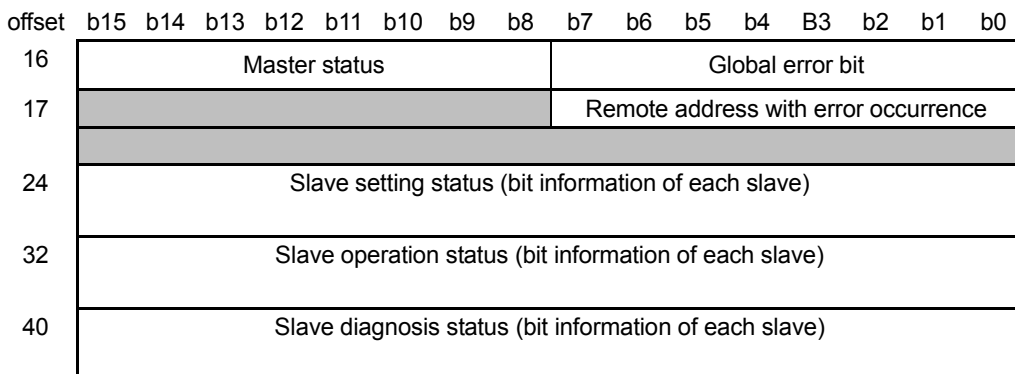 offset b15 b14 b13 b12 b11 b10 b9 b8 b7 b6 b5 b4 B3 b2 b1 b0
16 Master status Global error bit
17 Remote address with error occurrence
24 Slave setting status (bit information of each slave)
32 Slave operation status (bit information of each slave)
40 Slave diagnosis status (bit information of each slave)